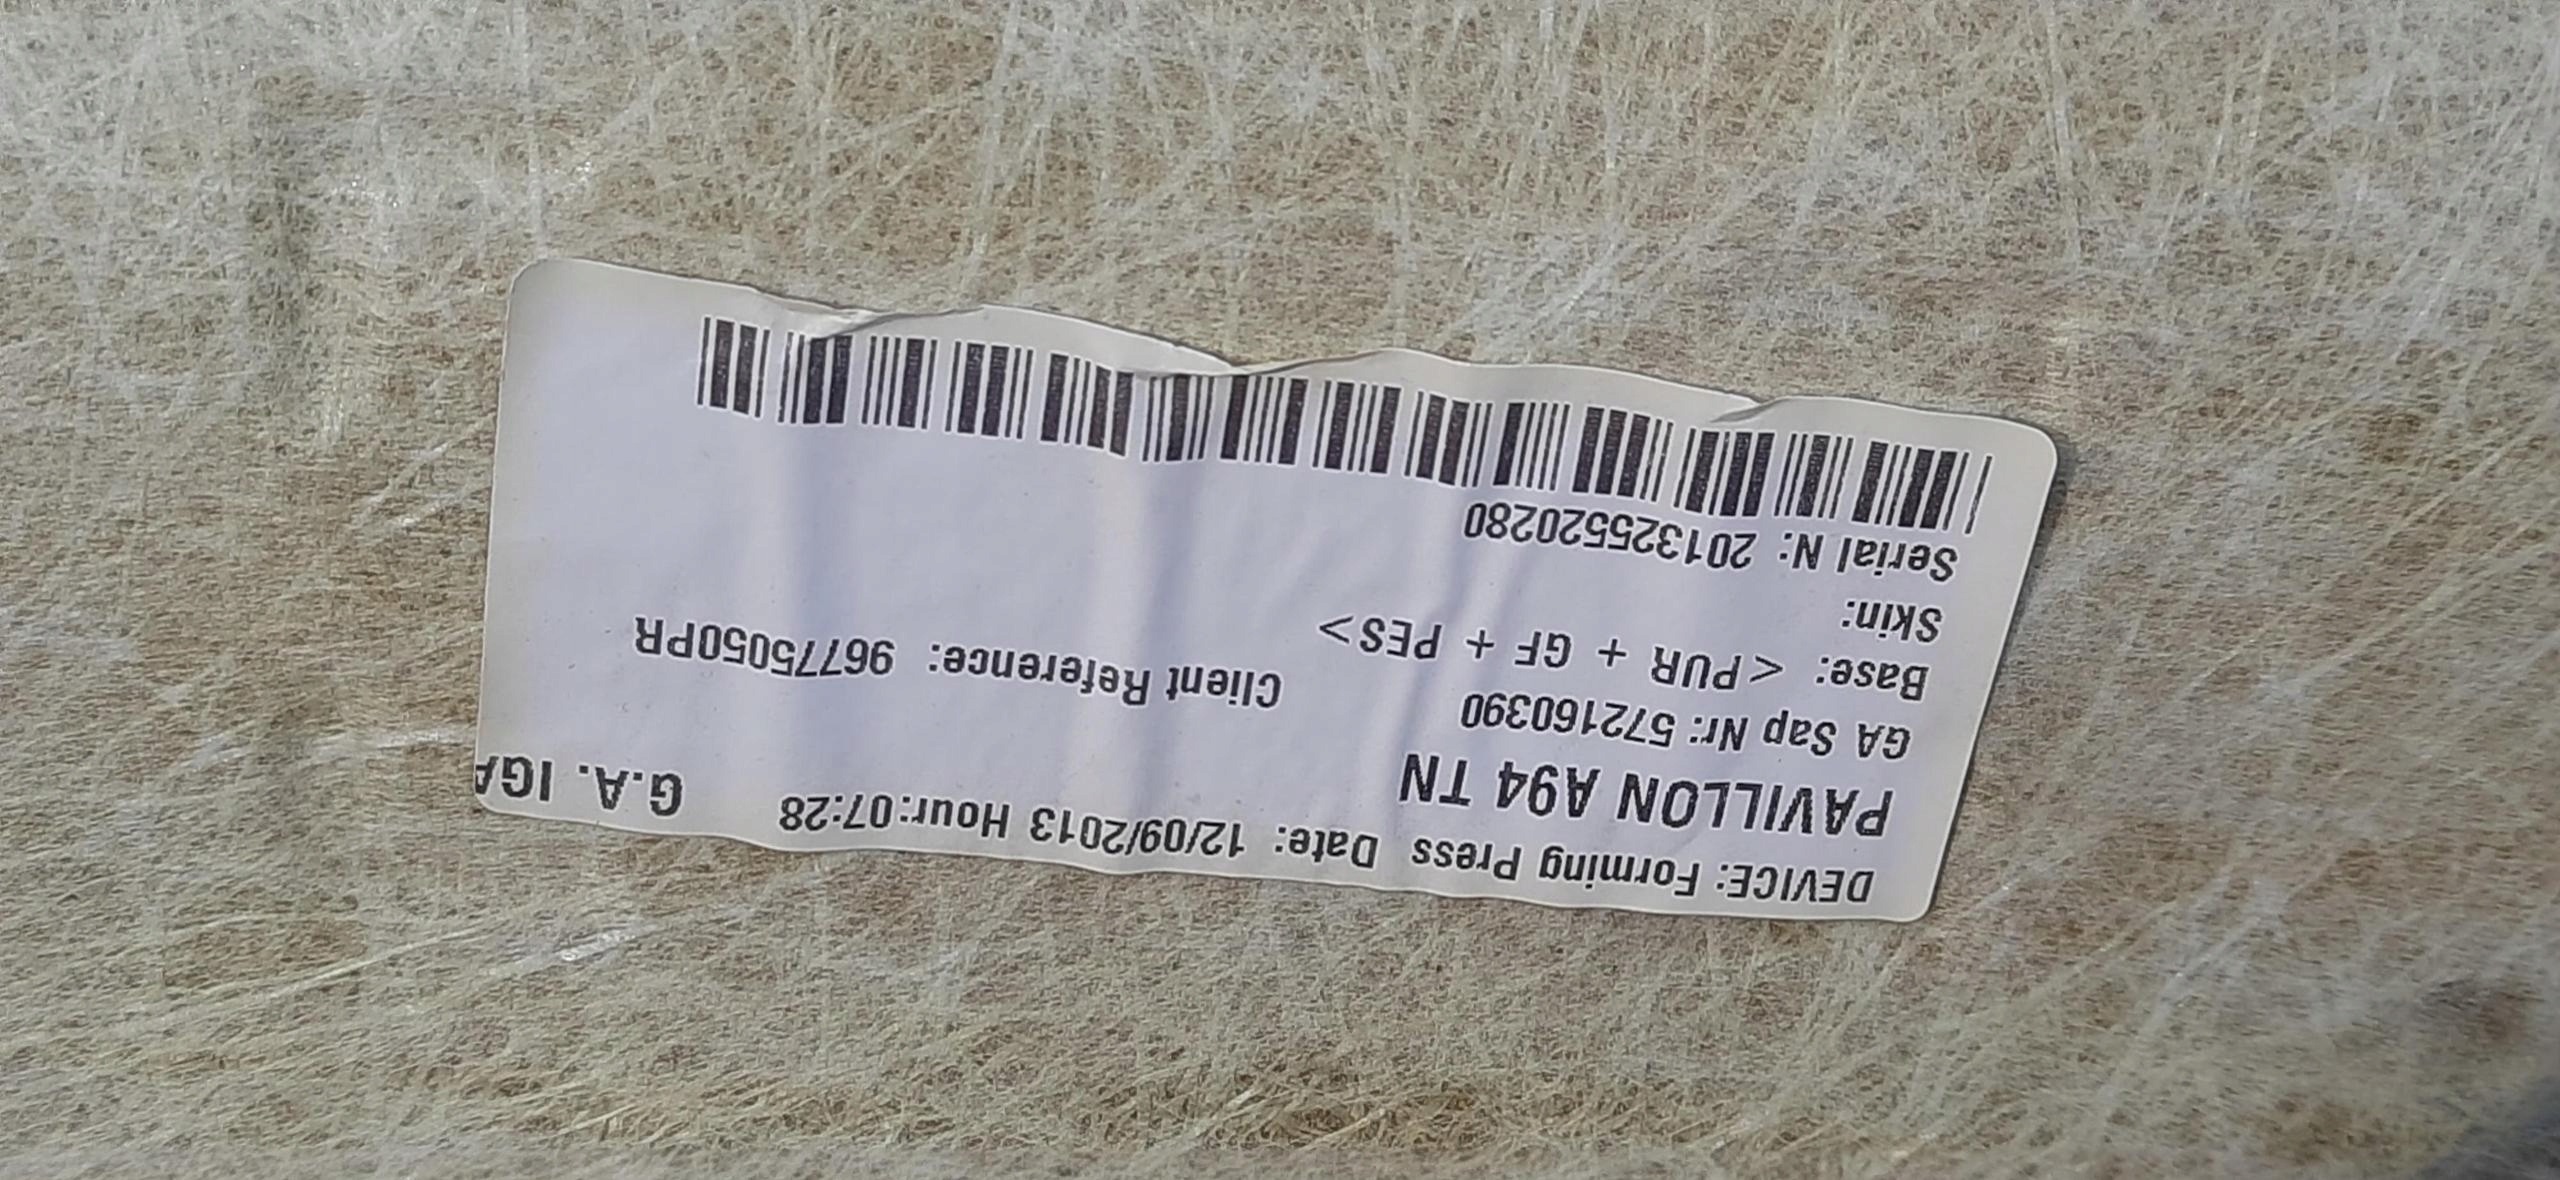 DEVICE: Forming Press Date: 12/09/2013 Hour:07:28 G.A. IGA
PAVILLON A94 TN
GA Sap Nr: 572160390
Base: <PUR + GF + PES> Client Reference: 96775050PR
Skin:
Serial N: 201325520280